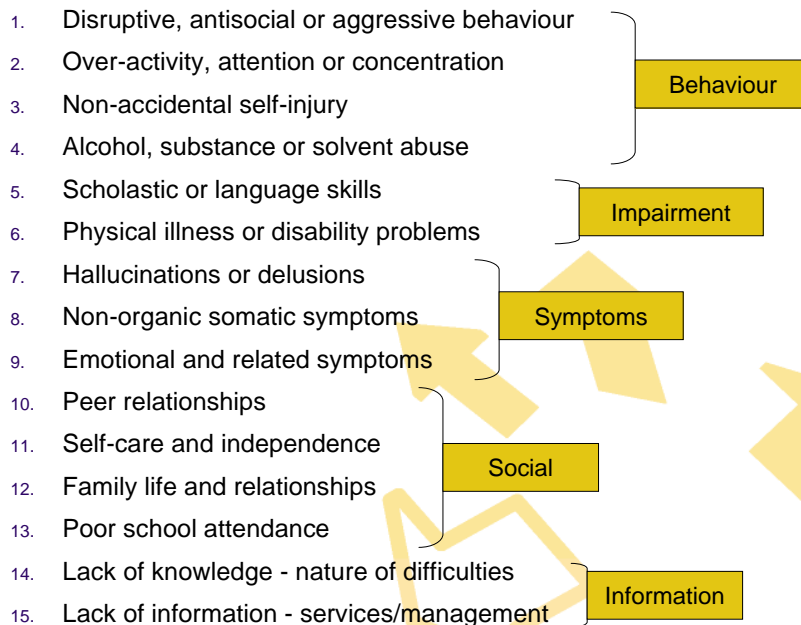 1. Disruptive, antisocial or aggressive behaviour
2. Over-activity, attention or concentration
Behaviour
3. Non-accidental self-injury
4. Alcohol, substance or solvent abuse
5. Scholastic or language skills
Impairment
6. Physical illness or disability problems
7. Hallucinations or delusions
8. Non-organic somatic symptoms
Symptoms
9. Emotional and related symptoms
10. Peer relationships
11. Self-care and independence
Social
12. Family life and relationships
13. Poor school attendance
14. Lack of knowledge - nature of difficulties
Information
15. Lack of information - services/management